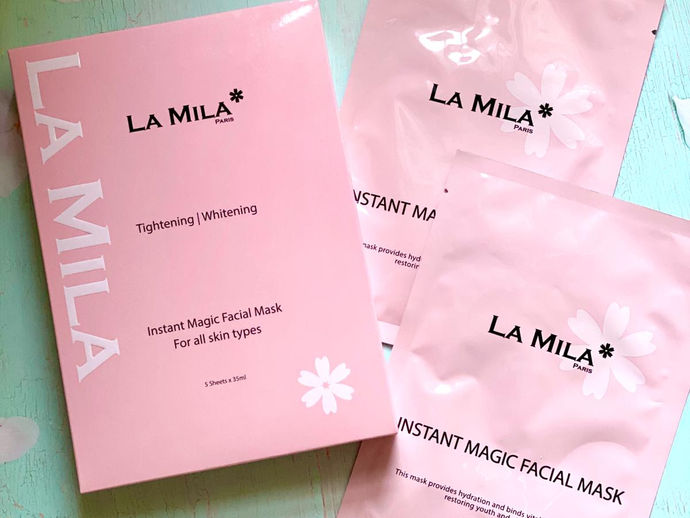 LA MILA
LA MILA*
PARIS
Tightening | Whitening
Instant Magic Facial Mask
For all skin types
5 Sheets x 35ml
LA MILA*
PARIS
INSTANT MA
mask provides hyd
restorin
LA MILA*
PARIS
INSTANT MAGIC FACIAL MASK
This mask provides hydration and binds vit
restoring youth and